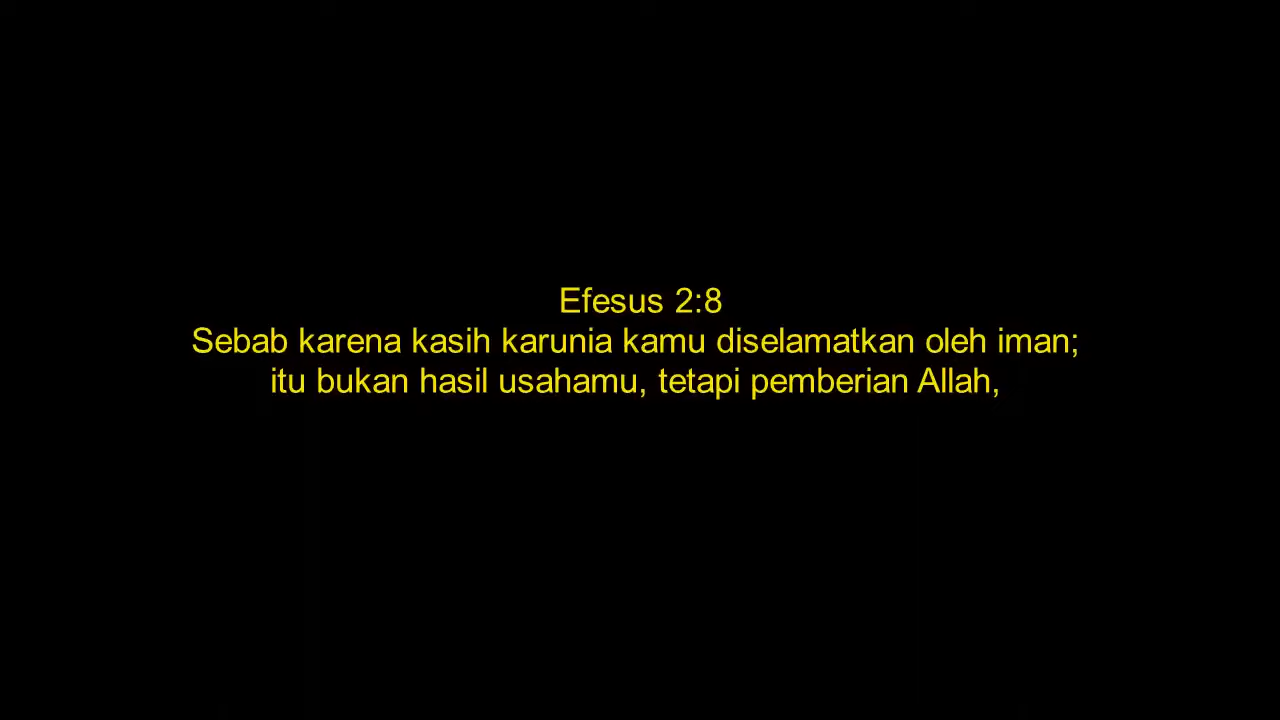 Efesus 2:8
Sebab karena kasih karunia kamu diselamatkan oleh iman;
itu bukan hasil usahamu, tetapi pemberian Allah,